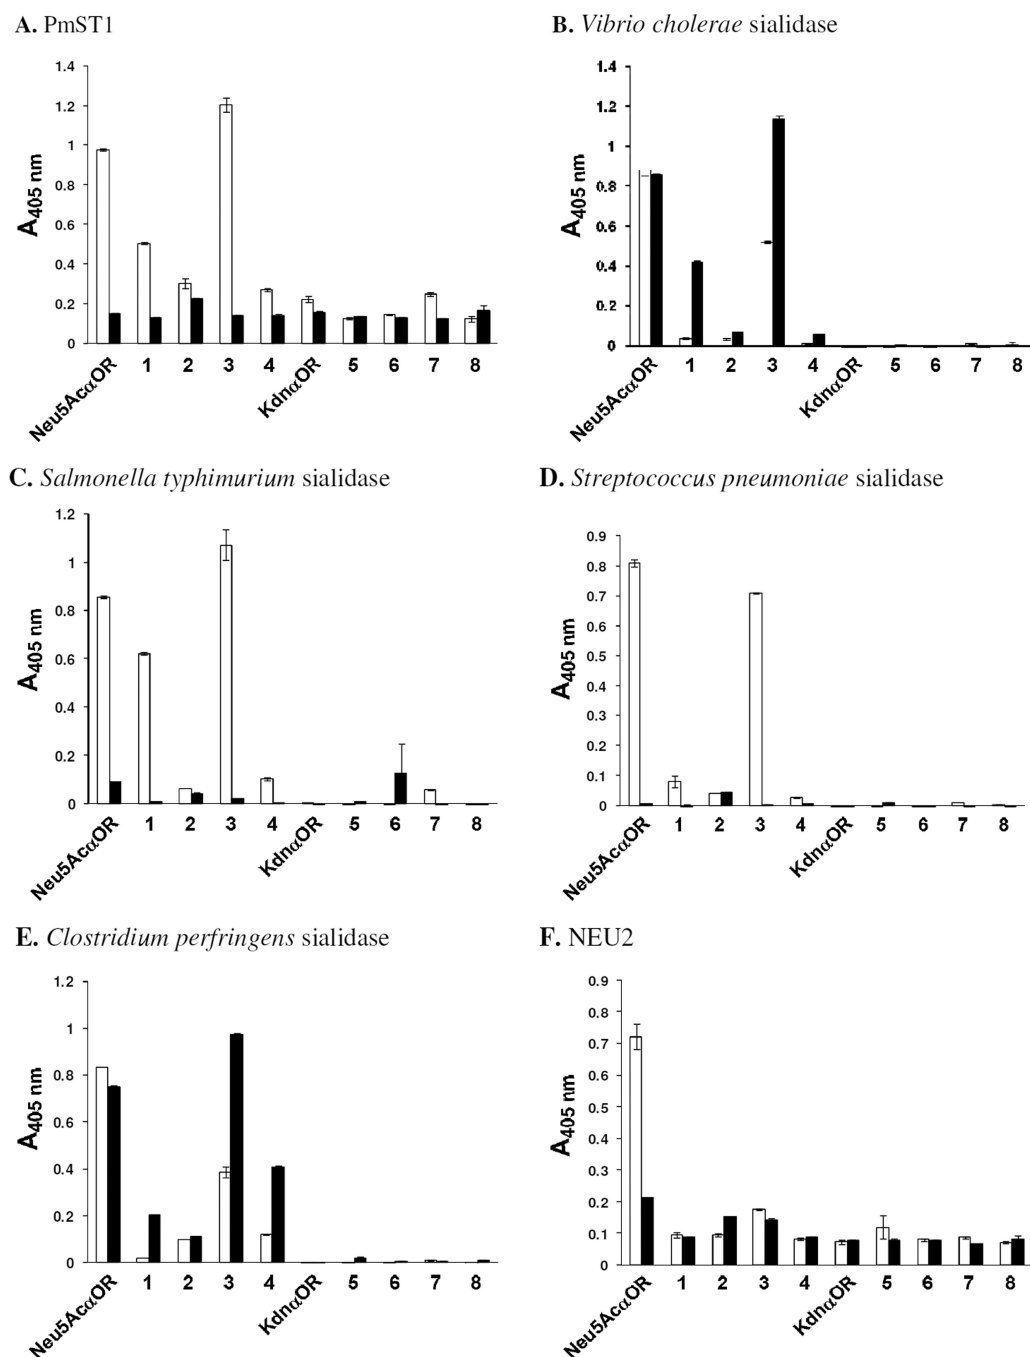 A. PmST1
1.4
1.2
1
0.8
0.6
0.4
0.2
0
A405 nm
Neu5AcαOR 1 2 3 4 KdnαOR 5 6 7 8
B. Vibrio cholerae sialidase
1.4
1.2
1
0.8
0.6
0.4
0.2
0
A405 nm
Neu5AcαOR 1 2 3 4 KdnαOR 5 6 7 8
C. Salmonella typhimurium sialidase
1.2
1
0.8
0.6
0.4
0.2
0
A405 nm
Neu5AcαOR 1 2 3 4 KdnαOR 5 6 7 8
D. Streptococcus pneumoniae sialidase
0.9
0.8
0.7
0.6
0.5
0.4
0.3
0.2
0.1
0
A405 nm
Neu5AcαOR 1 2 3 4 KdnαOR 5 6 7 8
E. Clostridium perfringens sialidase
1.2
1
0.8
0.6
0.4
0.2
0
A405 nm
Neu5AcαOR 1 2 3 4 KdnαOR 5 6 7 8
F. NEU2
0.9
0.8
0.7
0.6
0.5
0.4
0.3
0.2
0.1
0
A405 nm
Neu5AcαOR 1 2 3 4 KdnαOR 5 6 7 8